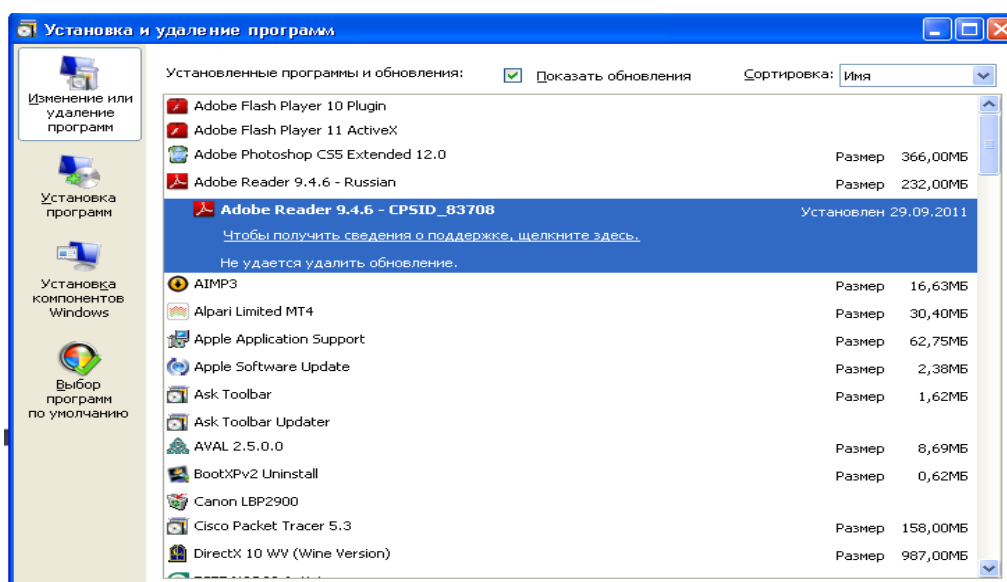 Установка и удаление программ
Изменение или
удаление
программ
Установка
программ
Установка
компонентов
Windows
Выбор
программ
по умолчанию
Установленные программы и обновления:
Показать обновления
Сортировка: Имя
Adobe Flash Player 10 Plugin
Adobe Flash Player 11 ActiveX
Adobe Photoshop CS5 Extended 12.0 Размер 366,00МБ
Adobe Reader 9.4.6 - Russian Размер 232,00МБ
Adobe Reader 9.4.6 - CPSID_83708 Установлен 29.09.2011
Чтобы получить сведения о поддержке, щелкните здесь.
Не удается удалить обновление.
AIMP3 Размер 16,63МБ
Alpari Limited MT4 Размер 30,40МБ
Apple Application Support Размер 62,75МБ
Apple Software Update Размер 2,38МБ
Ask Toolbar Размер 1,62МБ
Ask Toolbar Updater
AVAL 2.5.0.0 Размер 8,69МБ
BootXPv2 Uninstall Размер 0,62МБ
Canon LBP2900
Cisco Packet Tracer 5.3 Размер 158,00МБ
DirectX 10 WV (Wine Version) Размер 987,00МБ